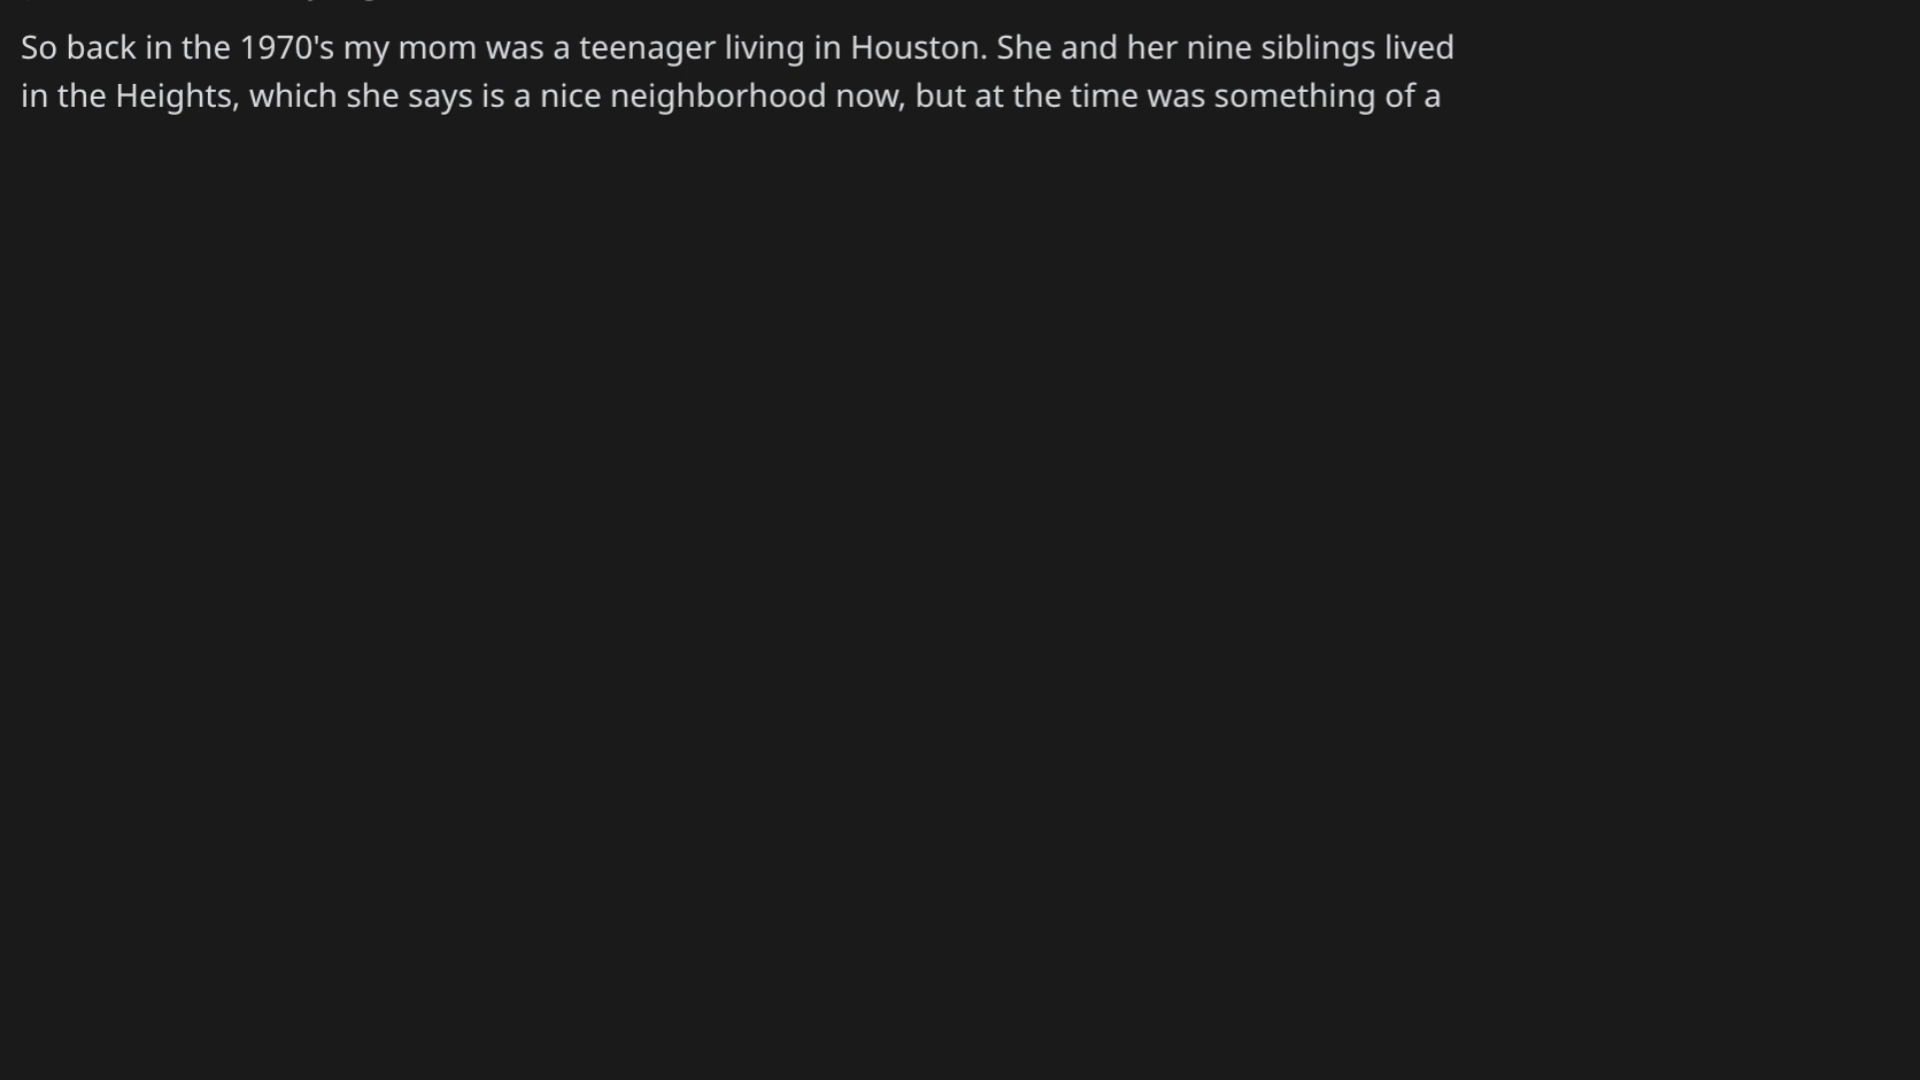 So back in the 1970's my mom was a teenager living in Houston. She and her nine siblings lived
in the Heights, which she says is a nice neighborhood now, but at the time was something of a